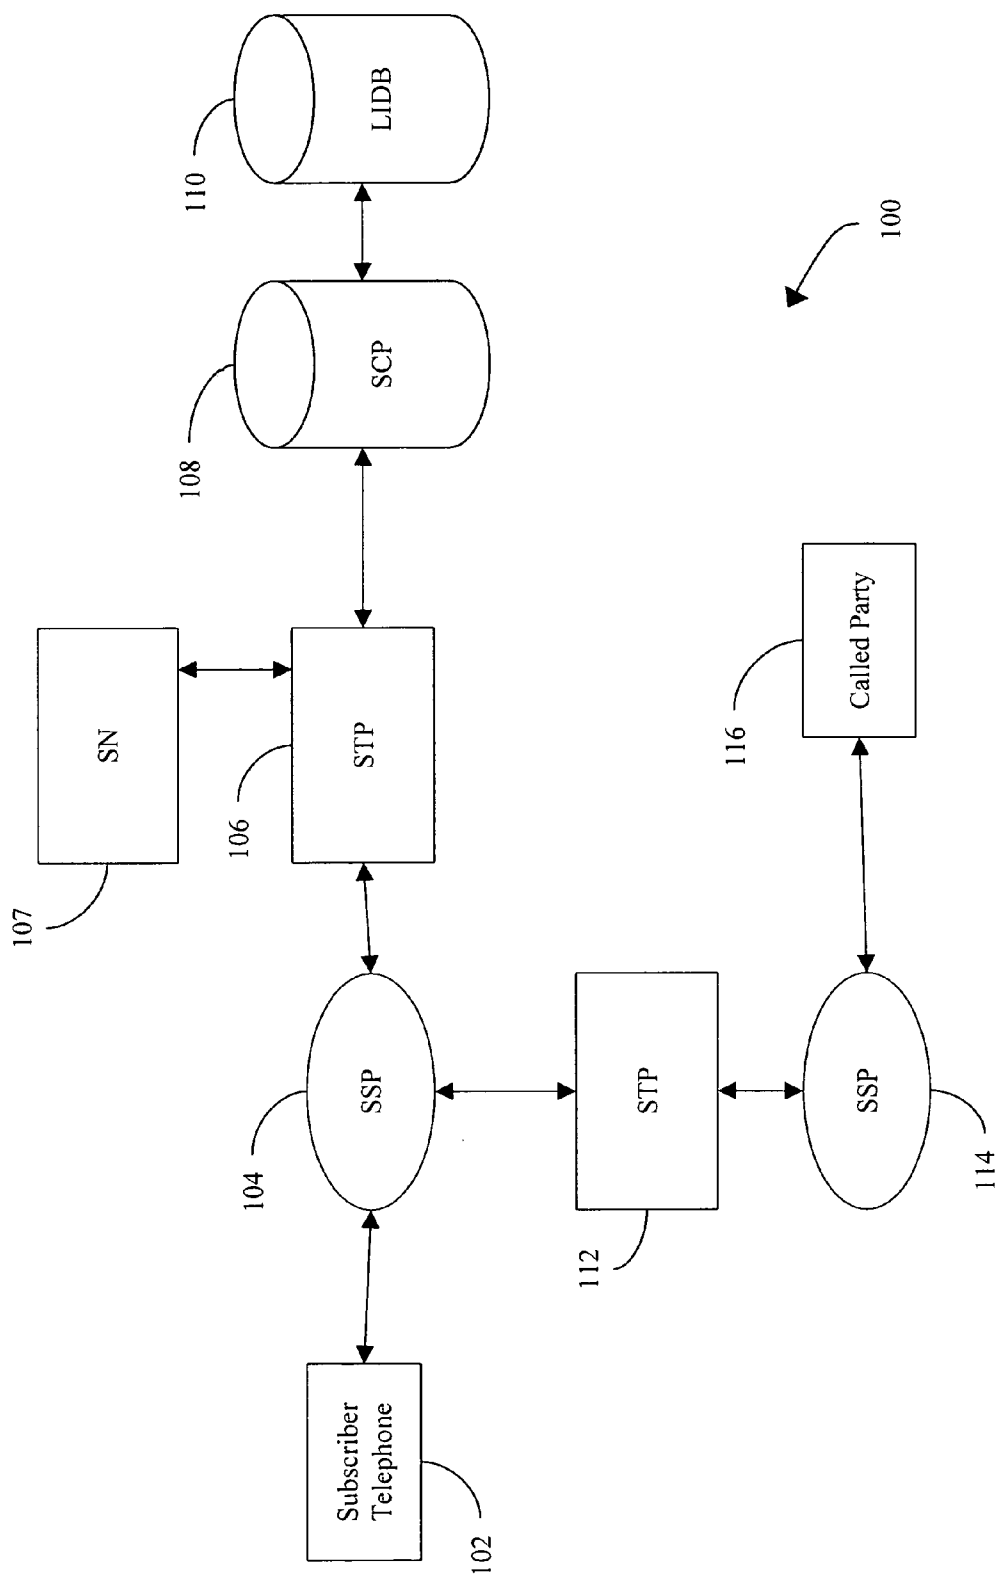 107
SN
108
110
106
STP
SCP
LIDB
104
SSP
Subscriber
Telephone
102
112
STP
116
Called Party
100
SSP
114